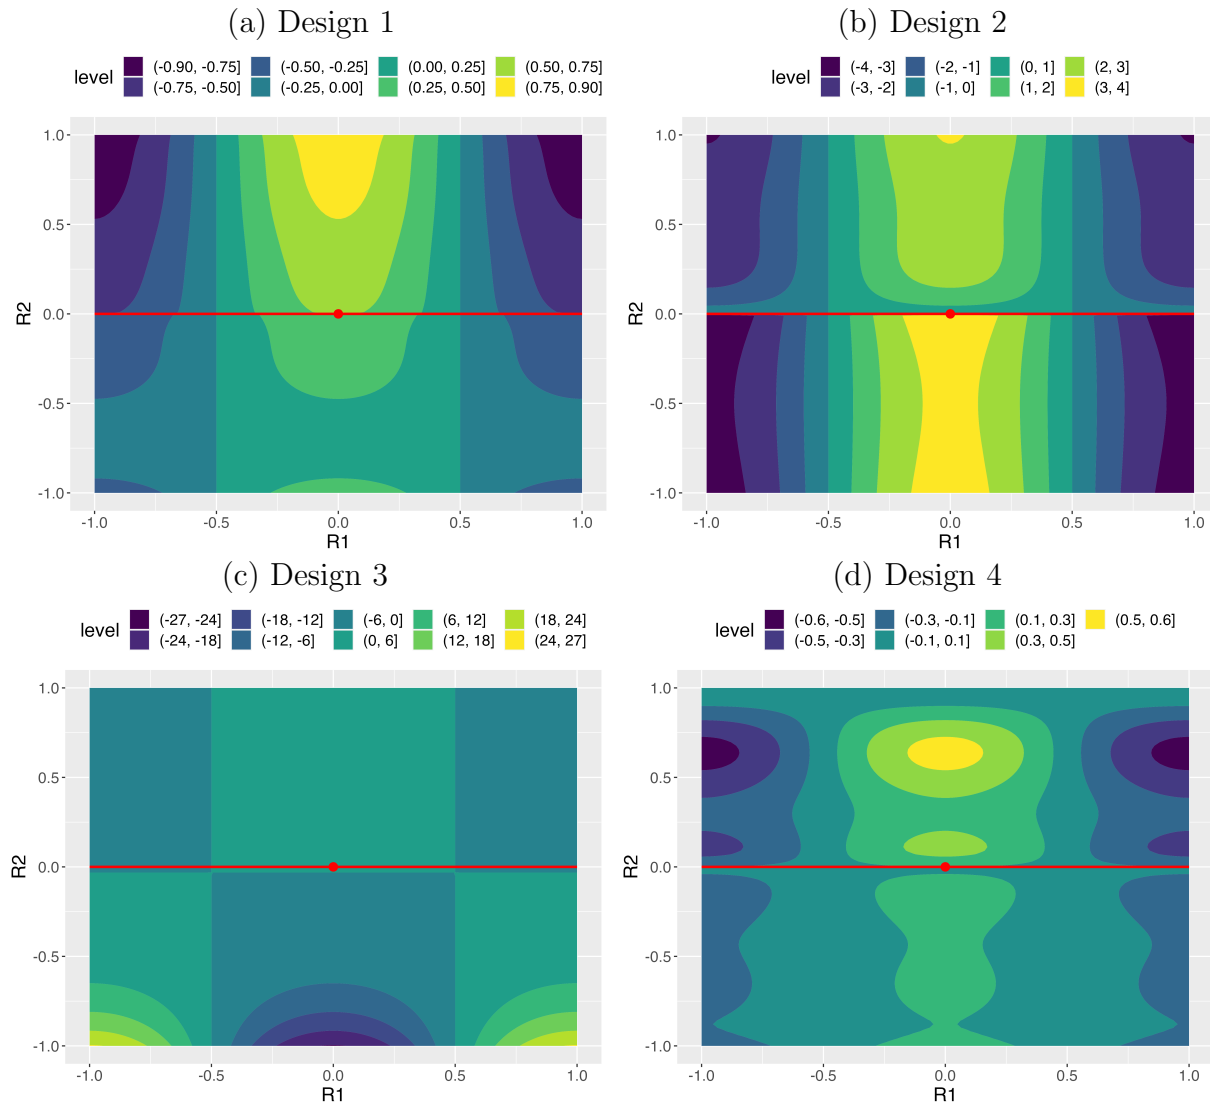 (a) Design 1
level (-0.90, -0.75] (-0.50, -0.25] (0.00, 0.25] (0.50, 0.75]
(-0.75, -0.50] (-0.25, 0.00] (0.25, 0.50] (0.75, 0.90]
1.0
0.5
0.0
-0.5
-1.0
R2
-1.0 -0.5 0.0 0.5 1.0
R1
(b) Design 2
level (-4, -3] (-2, -1] (0, 1] (2, 3]
(-3, -2] (-1, 0] (1, 2] (3, 4]
1.0
0.5
0.0
-0.5
-1.0
R2
-1.0 -0.5 0.0 0.5 1.0
R1
(c) Design 3
level (-27, -24] (-18, -12] (-6, 0] (6, 12] (18, 24]
(-24, -18] (-12, -6] (0, 6] (12, 18] (24, 27]
1.0
0.5
0.0
-0.5
-1.0
R2
-1.0 -0.5 0.0 0.5 1.0
R1
(d) Design 4
level (-0.6, -0.5] (-0.3, -0.1] (0.1, 0.3] (0.5, 0.6]
(-0.5, -0.3] (-0.1, 0.1] (0.3, 0.5]
1.0
0.5
0.0
-0.5
-1.0
R2
-1.0 -0.5 0.0 0.5 1.0
R1